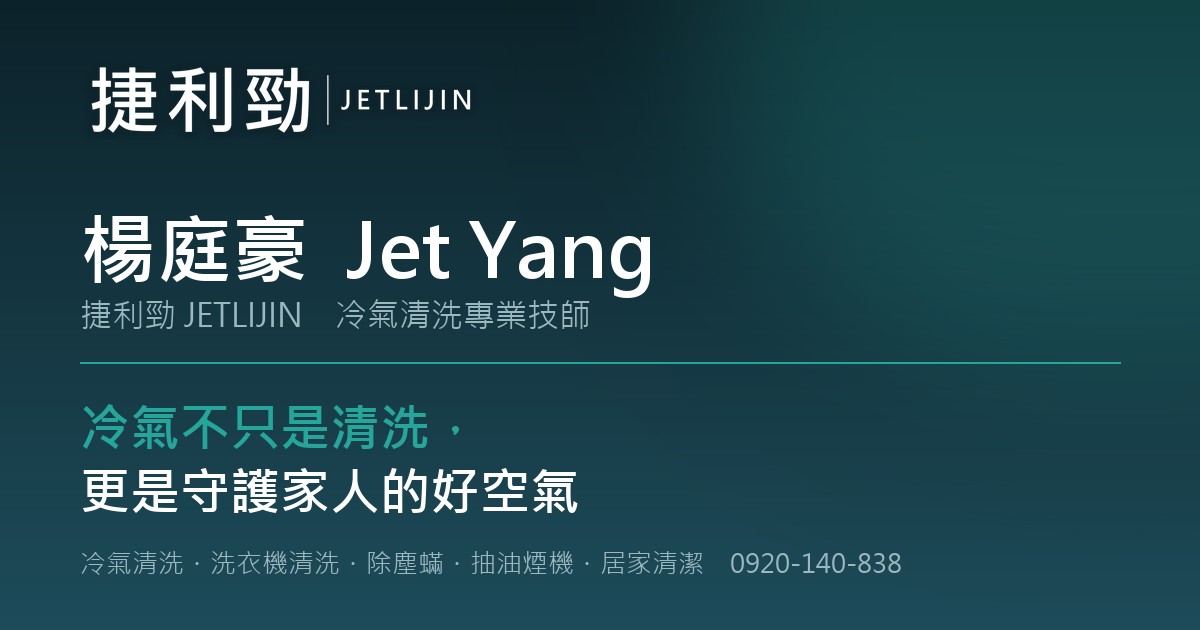 捷利勁 JETLIJIN
楊庭豪 Jet Yang
捷利勁 JETLIJIN 冷氣清洗專業技師
冷氣不只是清洗，
更是守護家人的好空氣
冷氣清洗·洗衣機清洗·除塵蟎·抽油煙機·居家清潔 0920-140-838